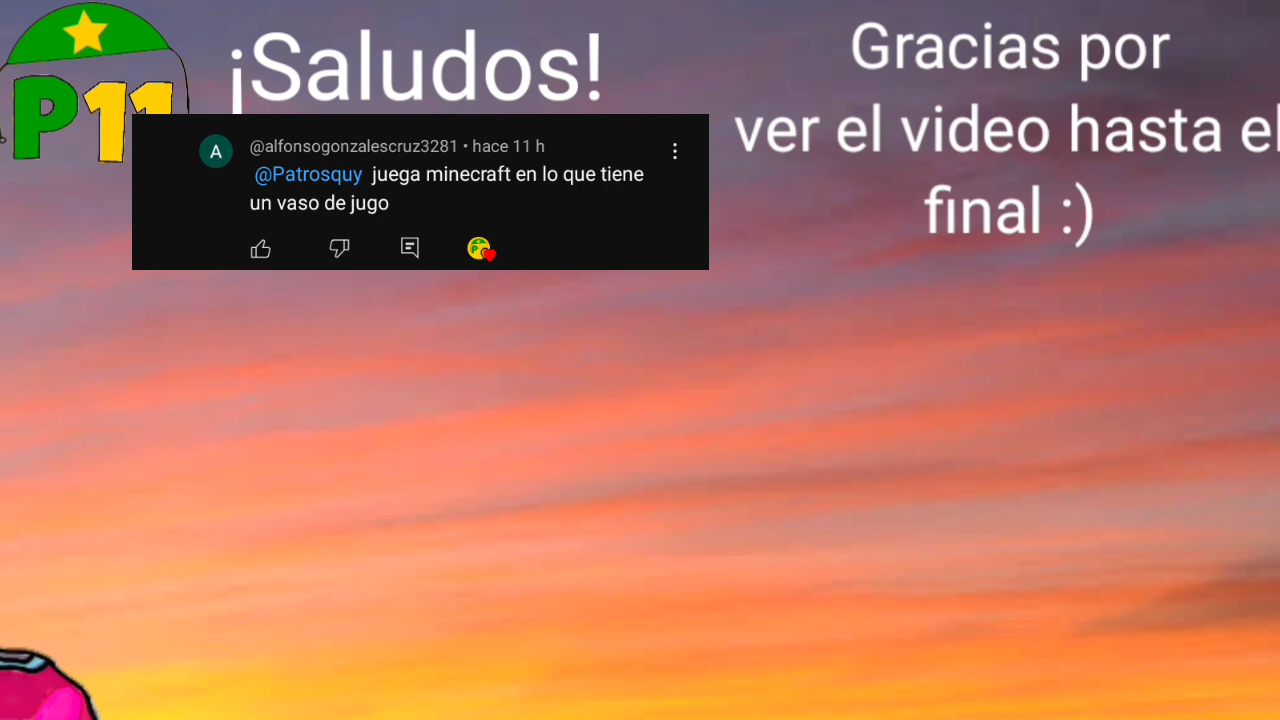 P11
¡Saludos!
@alfonsogonzalescruz3281 • hace 11 h
@Patrosquy juega minecraft en lo que tiene
un vaso de jugo
A
P
Gracias por
ver el video hasta el
final :)